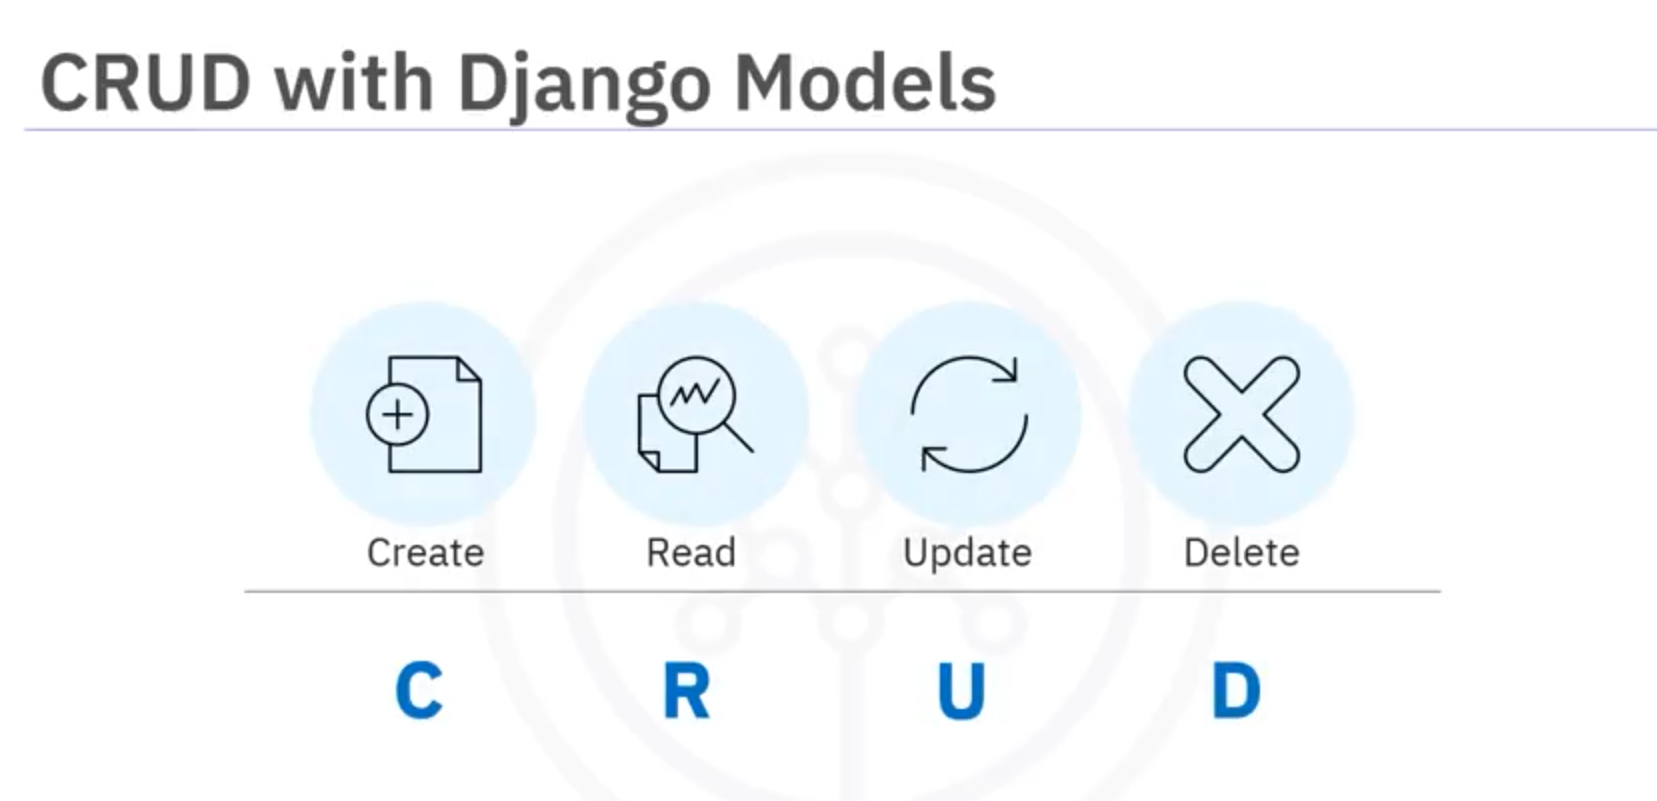 CRUD with Django Models
Create Read Update Delete
C R U D